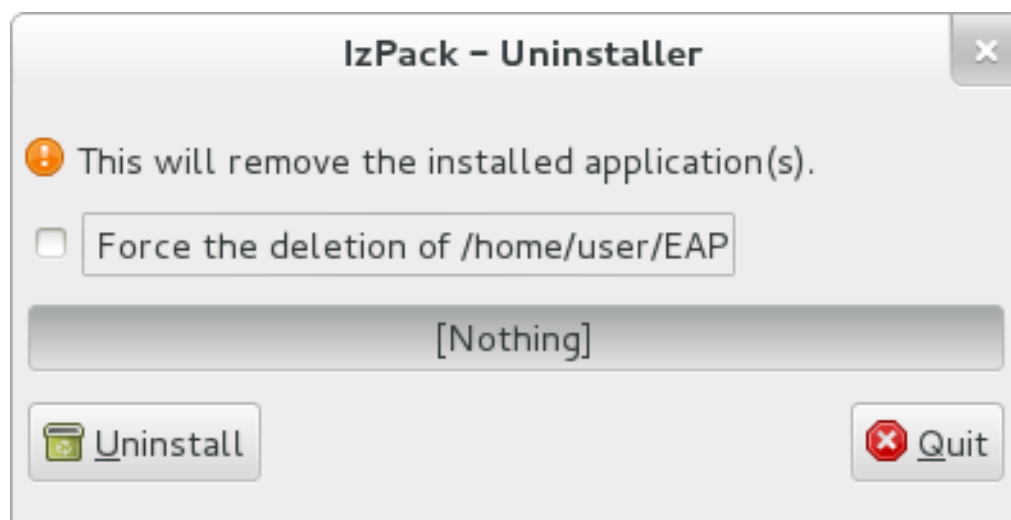 IzPack - Uninstaller
This will remove the installed application(s).
Force the deletion of /home/user/EAP
[Nothing]
Uninstall
Quit